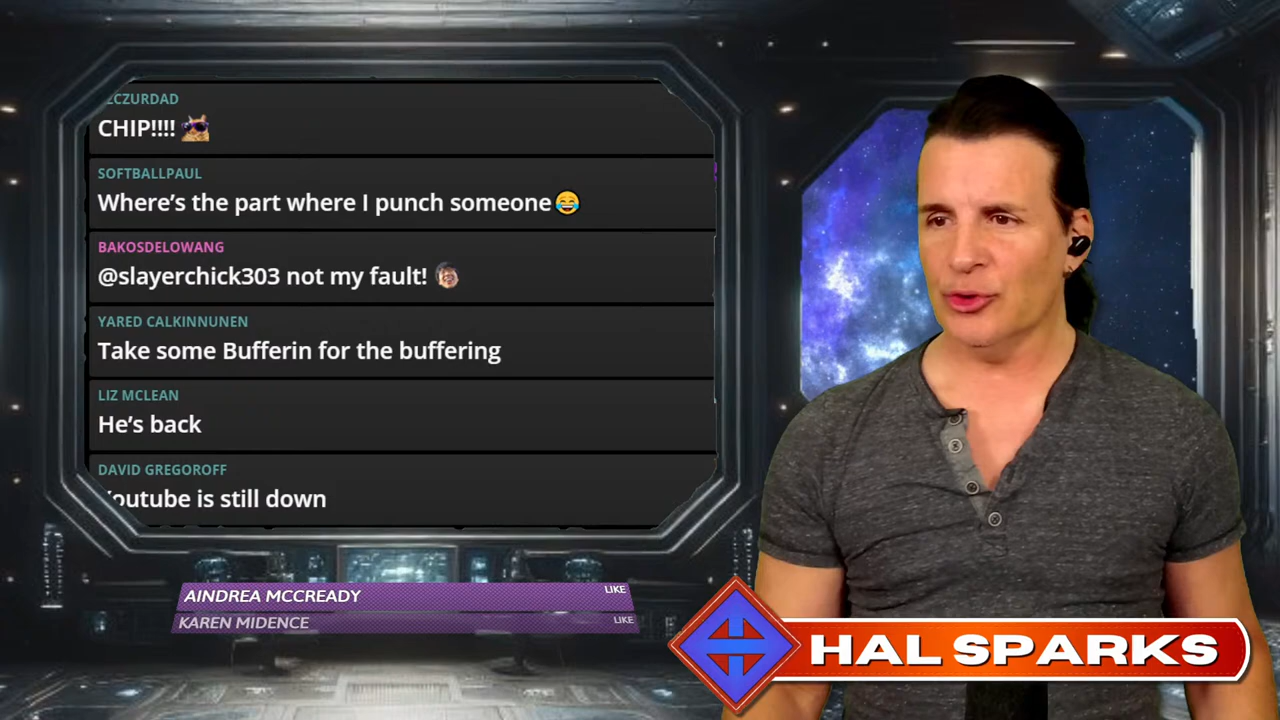 CHIP!!!!
SOFTBALLPAUL
Where's the part where I punch someone
BAKOSDELOWANG
@slayerchick303 not my fault!
YARED CALKINNUNEN
Take some Bufferin for the buffering
LIZ MCLEAN
He's back
DAVID GREGOROFF
Youtube is still down
AINDREA MCCREADY LIKE
KAREN MIDENCE LIKE
HAL SPARKS